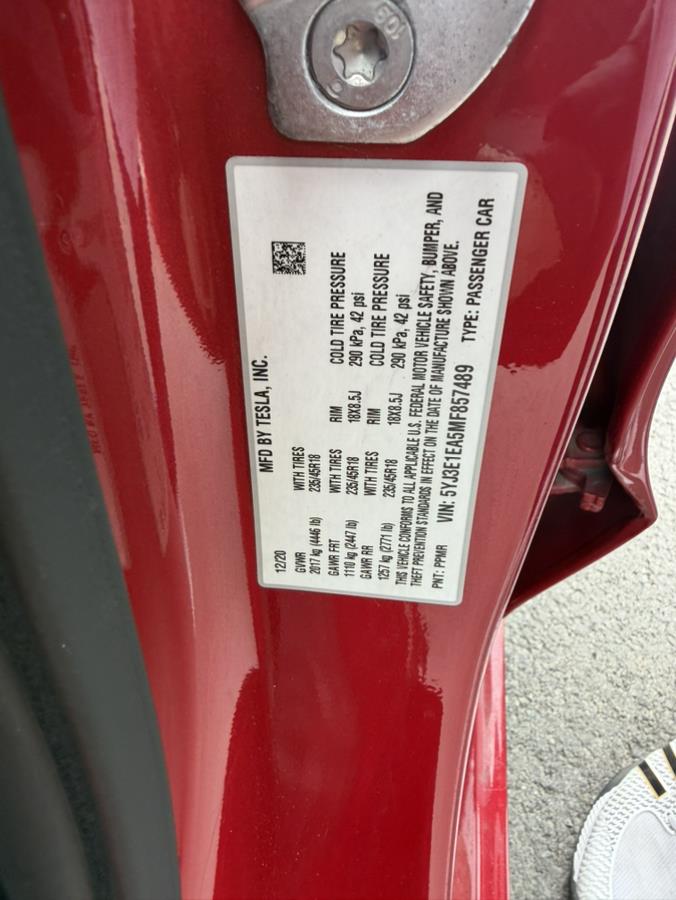 109
MFD BY TESLA, INC.
12/20
GVWR WITH TIRES
2017 kg (4446 lb) 235/45R18
GAWR FRT WITH TIRES RIM COLD TIRE PRESSURE
1110 kg (2447 lb) 235/45R18 18X8.5J 290 kPa, 42 psi
GAWR RR WITH TIRES RIM COLD TIRE PRESSURE
1257 kg (2771 lb) 235/45R18 18X8.5J 290 kPa, 42 psi
THIS VEHICLE CONFORMS TO ALL APPLICABLE U.S. FEDERAL MOTOR VEHICLE SAFETY, BUMPER, AND
THEFT PREVENTION STANDARDS IN EFFECT ON THE DATE OF MANUFACTURE SHOWN ABOVE.
PNT: PPMR VIN: 5YJ3E1EA5MF857489 TYPE: PASSENGER CAR